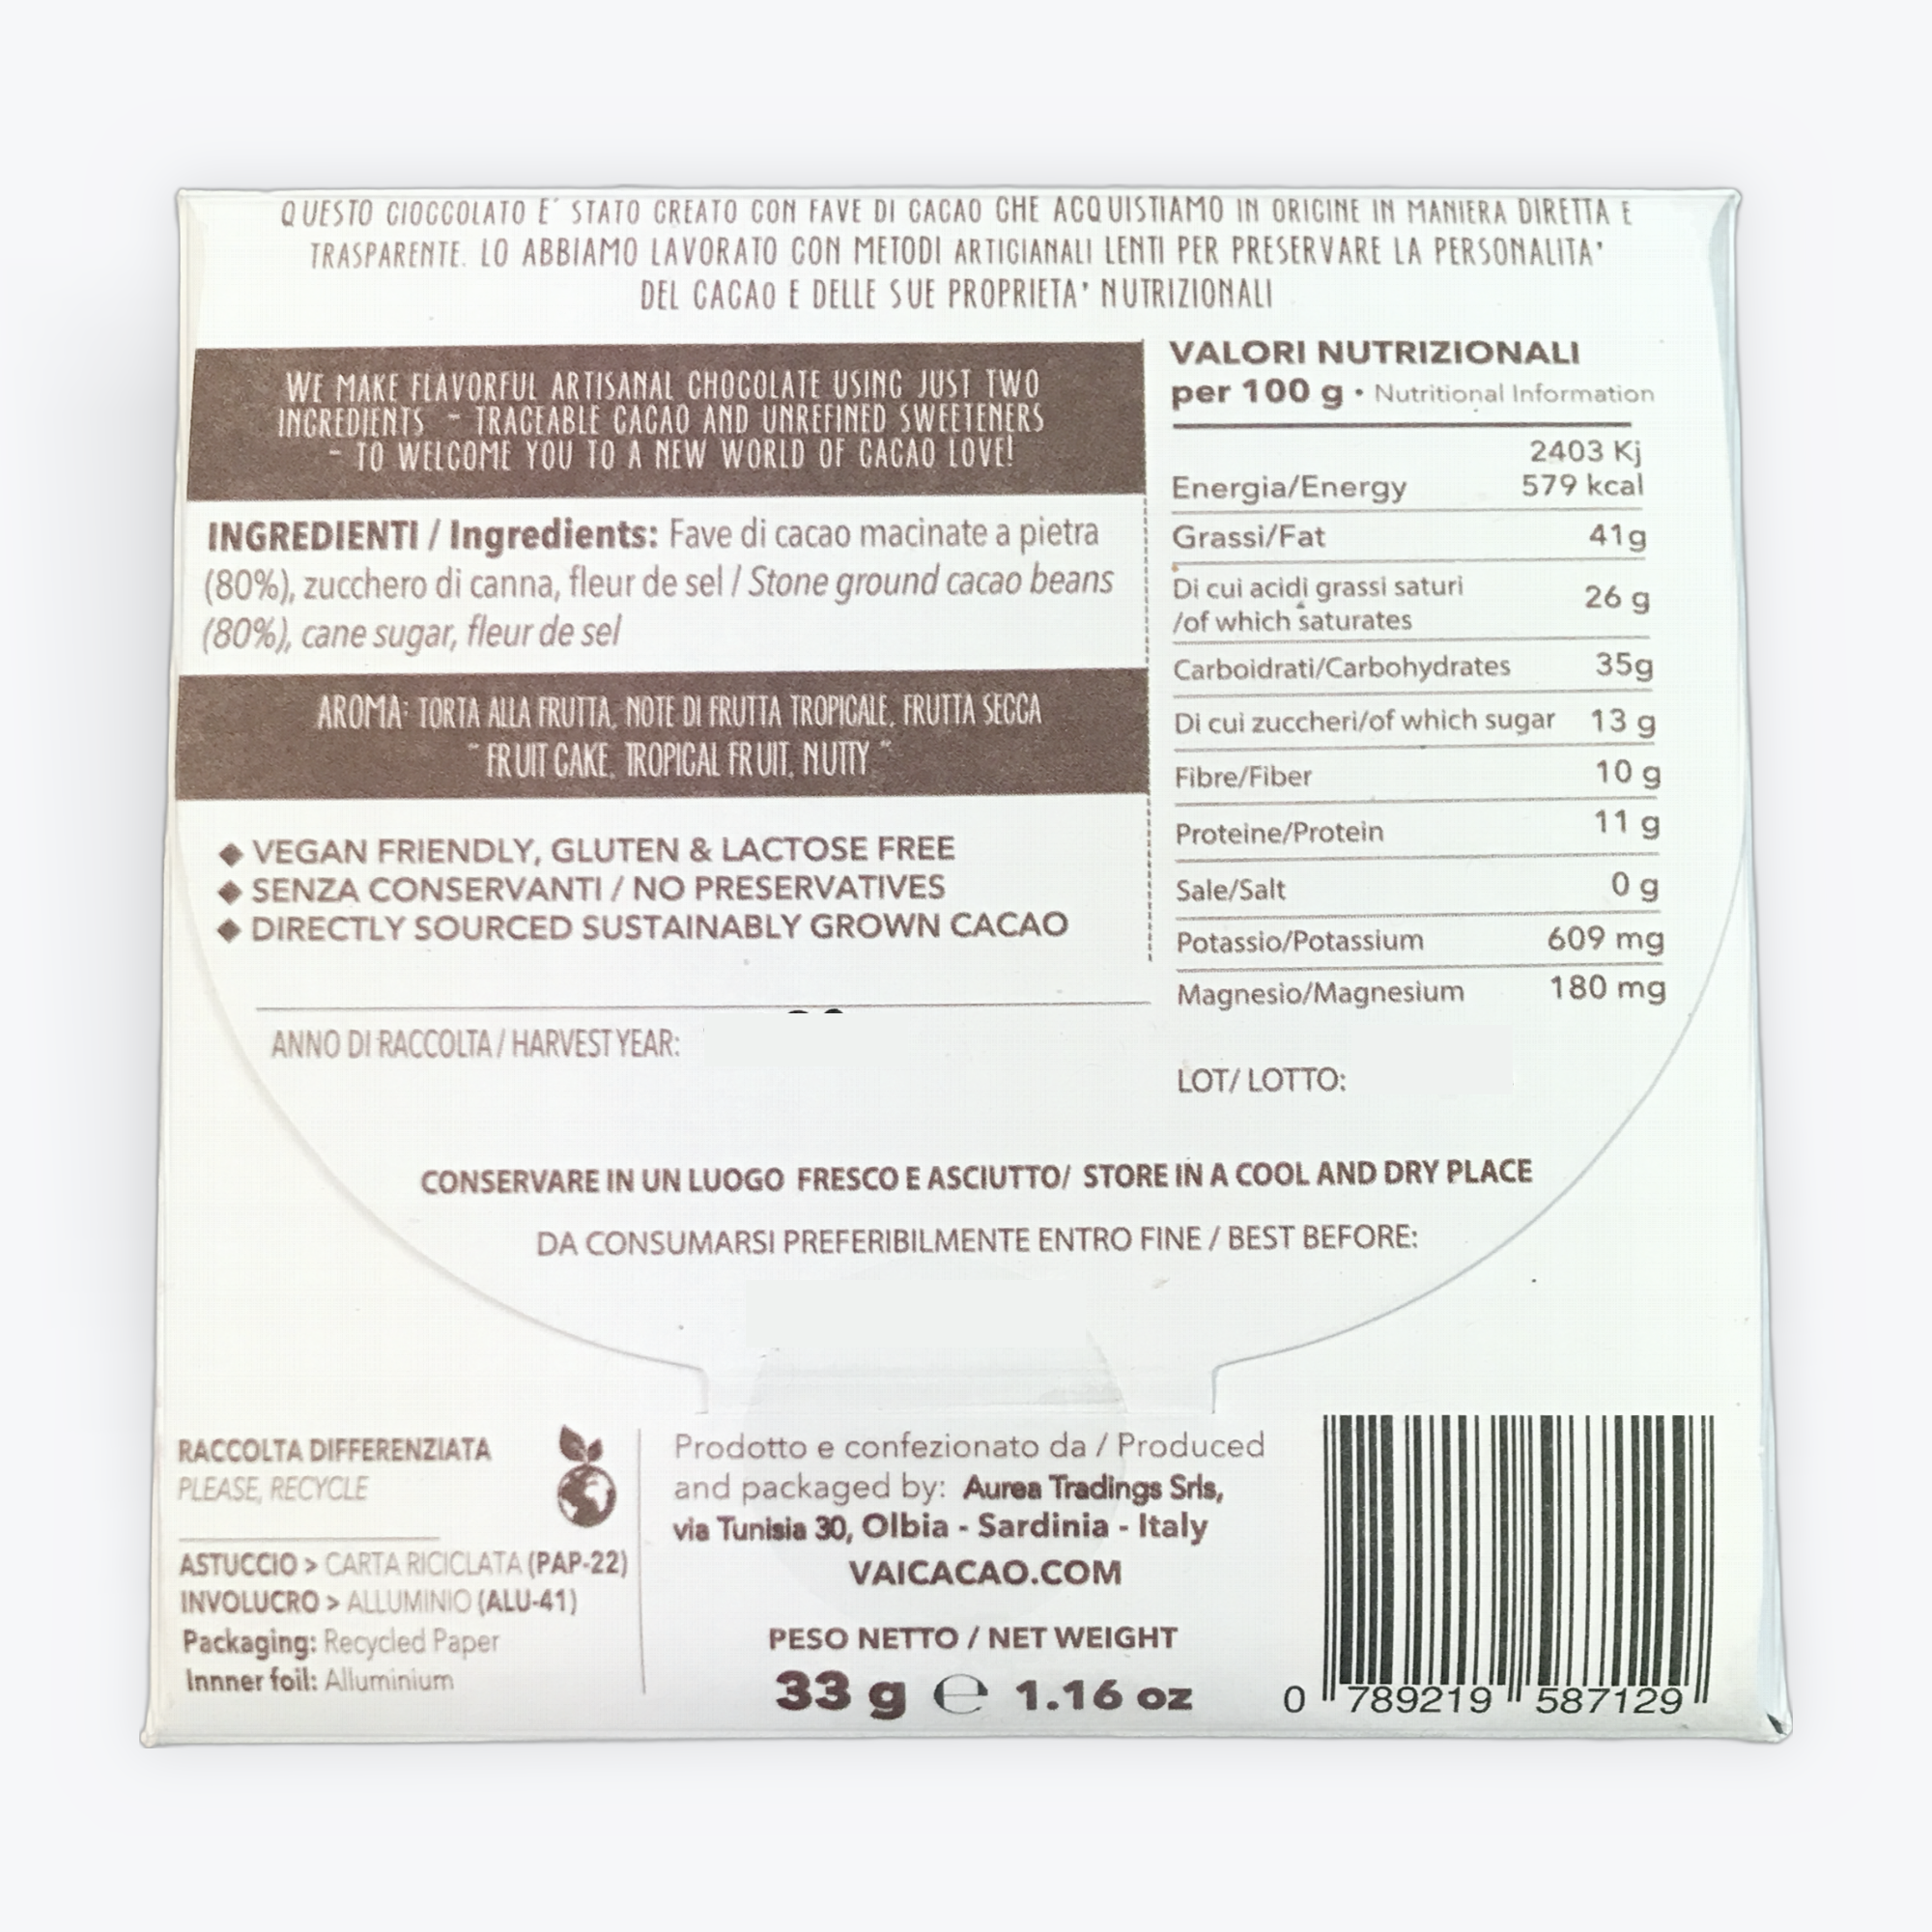 QUESTO CIOCCOLATO E' STATO CREATO CON FAVE DI CACAO CHE ACQUISTIAMO IN ORIGINE IN MANIERA DIRETTA E
TRASPARENTE. LO ABBIAMO LAVORATO CON METODI ARTIGIANALI LENTI PER PRESERVARE LA PERSONALITA'
DEL CACAO E DELLE SUE PROPRIETA' NUTRIZIONALI
WE MAKE FLAVORFUL ARTISANAL CHOCOLATE USING JUST TWO
INGREDIENTS - TRACEABLE CACAO AND UNREFINED SWEETENERS
- TO WELCOME YOU TO A NEW WORLD OF CACAO LOVE!
INGREDIENTI / Ingredients: Fave di cacao macinate a pietra
(80%), zucchero di canna, fleur de sel / Stone ground cacao beans
(80%), cane sugar, fleur de sel
AROMA: TORTA ALLA FRUTTA, NOTE DI FRUTTA TROPICALE, FRUTTA SECCA
" FRUIT CAKE, TROPICAL FRUIT, NUTTY "
◆ VEGAN FRIENDLY, GLUTEN & LACTOSE FREE
◆ SENZA CONSERVANTI / NO PRESERVATIVES
◆ DIRECTLY SOURCED SUSTAINABLY GROWN CACAO
ANNO DI RACCOLTA / HARVEST YEAR:
VALORI NUTRIZIONALI
per 100 g • Nutritional Information
2403 Kj
Energia/Energy 579 kcal
Grassi/Fat 41g
Di cui acidi grassi saturi
/of which saturates 26 g
Carboidrati/Carbohydrates 35g
Di cui zuccheri/of which sugar 13 g
Fibre/Fiber 10 g
Proteine/Protein 11 g
Sale/Salt 0 g
Potassio/Potassium 609 mg
Magnesio/Magnesium 180 mg
LOT/ LOTTO:
CONSERVARE IN UN LUOGO FRESCO E ASCIUTTO/ STORE IN A COOL AND DRY PLACE
DA CONSUMARSI PREFERIBILMENTE ENTRO FINE / BEST BEFORE:
RACCOLTA DIFFERENZIATA
PLEASE, RECYCLE
ASTUCCIO > CARTA RICICLATA (PAP-22)
INVOLUCRO > ALLUMINIO (ALU-41)
Packaging: Recycled Paper
Innner foil: Alluminium
Prodotto e confezionato da / Produced
and packaged by: Aurea Tradings Srls,
via Tunisia 30, Olbia - Sardinia - Italy
VAICACAO.COM
PESO NETTO / NET WEIGHT
33 g ℮ 1.16 oz
0 789219 587129